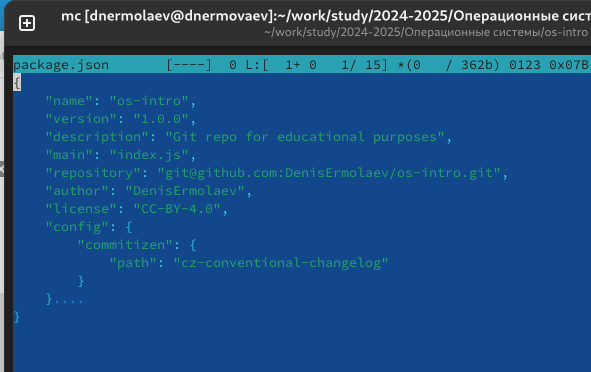 mc [dnermolaev@dnermovaev]:~/work/study/2024-2025/Операционные сист
~/work/study/2024-2025/Операционные системы/os-intro
package.json       [----]  0 L:[  1+ 0   1/ 15] *(0   / 362b) 0123 0x07B
{
    "name": "os-intro",
    "version": "1.0.0",
    "description": "Git repo for educational purposes",
    "main": "index.js",
    "repository": "git@github.com:DenisErmolaev/os-intro.git",
    "author": "DenisErmolaev",
    "license": "CC-BY-4.0",
    "config": {
        "commitizen": {
            "path": "cz-conventional-changelog"
        }
    }....
}